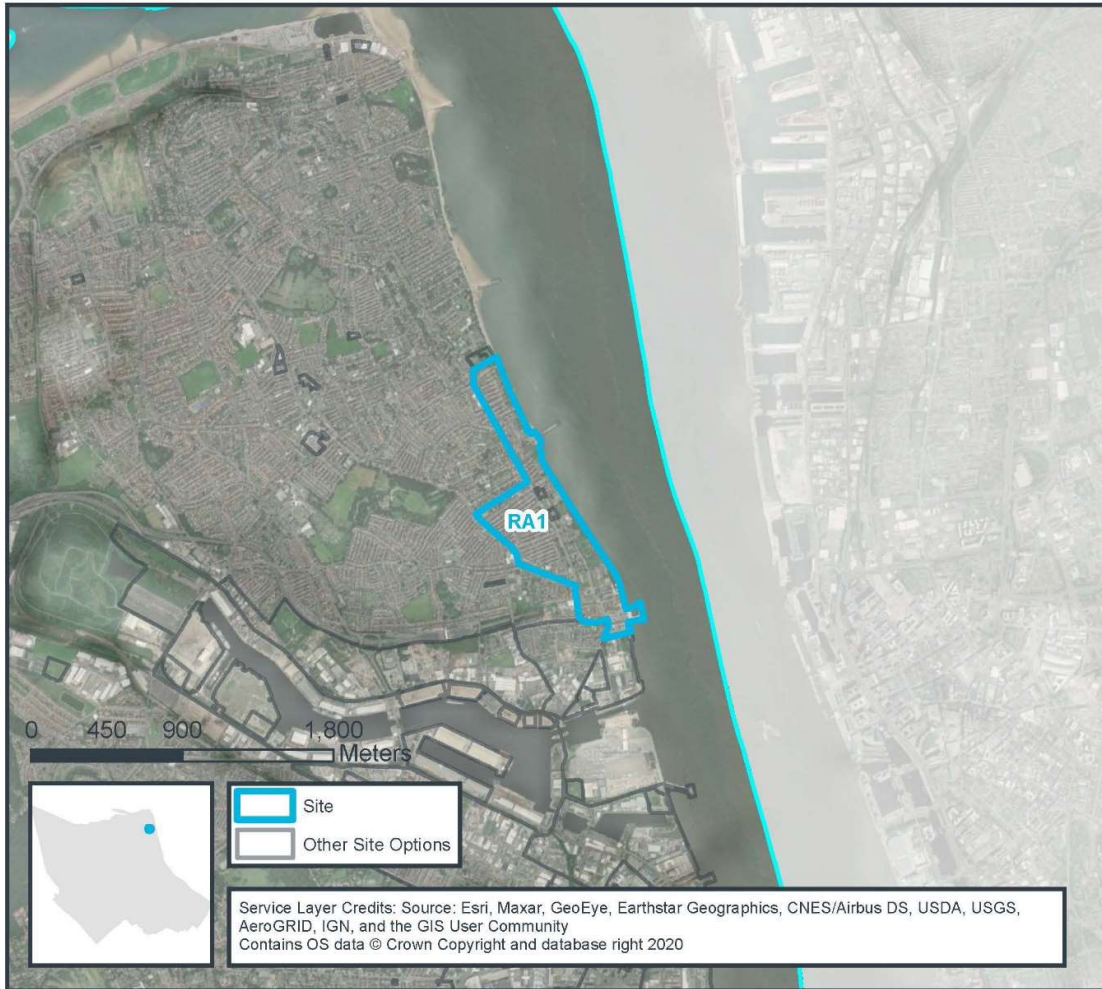 RA1
0 450 900 1,800
Meters
Site
Other Site Options
Service Layer Credits: Source: Esri, Maxar, GeoEye, Earthstar Geographics, CNES/Airbus DS, USDA, USGS,
AeroGRID, IGN, and the GIS User Community
Contains OS data © Crown Copyright and database right 2020